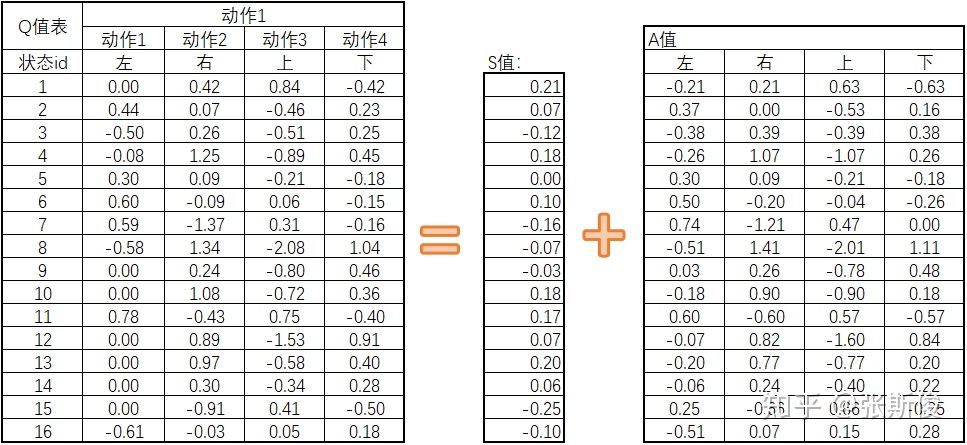 Q值表 动作1 A值
动作1 动作2 动作3 动作4
状态id 左 右 上 下 S值: 左 右 上 下
1 0.00 0.42 0.84 -0.42 = 0.21 + -0.21 0.21 0.63 -0.63
2 0.44 0.07 -0.46 0.23 0.07 0.37 0.00 -0.53 0.16
3 -0.50 0.26 -0.51 0.25 -0.12 -0.38 0.39 -0.39 0.38
4 -0.08 1.25 -0.89 0.45 0.18 -0.26 1.07 -1.07 0.26
5 0.30 0.09 -0.21 -0.18 0.00 0.30 0.09 -0.21 -0.18
6 0.60 -0.09 0.06 -0.15 0.10 0.50 -0.20 -0.04 -0.26
7 0.59 -1.37 0.31 -0.16 -0.16 0.74 -1.21 0.47 0.00
8 -0.58 1.34 -2.08 1.04 -0.07 -0.51 1.41 -2.01 1.11
9 0.00 0.24 -0.80 0.46 -0.03 0.03 0.26 -0.78 0.48
10 0.00 1.08 -0.72 0.36 0.18 -0.18 0.90 -0.90 0.18
11 0.78 -0.43 0.75 -0.40 0.17 0.60 -0.60 0.57 -0.57
12 0.00 0.89 -1.53 0.91 0.07 -0.07 0.82 -1.60 0.84
13 0.00 0.97 -0.58 0.40 0.20 -0.20 0.77 -0.77 0.20
14 0.00 0.30 -0.34 0.28 0.06 -0.06 0.24 -0.40 0.22
15 0.00 -0.91 0.41 -0.50 -0.25 0.25
16 -0.61 -0.03 0.05 0.18 -0.10 -0.51 0.07 0.15 0.28
知乎 @张斯俊